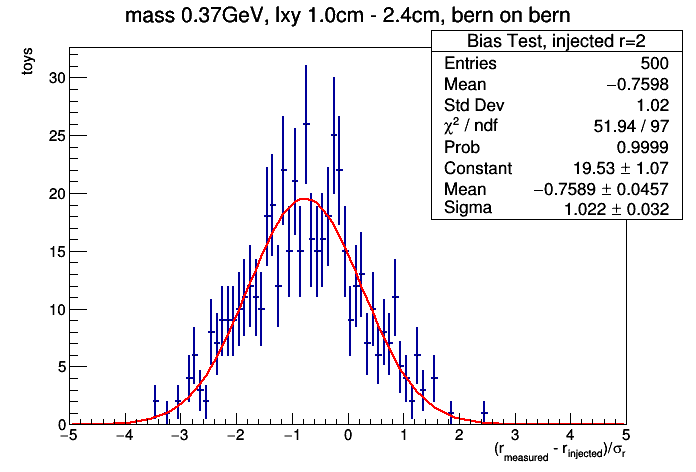 mass 0.37GeV, lxy 1.0cm - 2.4cm, bern on bern
toys
Bias Test, injected r=2
Entries 500
Mean −0.7598
Std Dev 1.02
χ² / ndf 51.94 / 97
Prob 0.9999
Constant 19.53 ± 1.07
Mean −0.7589 ± 0.0457
Sigma 1.022 ± 0.032
30
25
20
15
10
5
0
−5 −4 −3 −2 −1 0 1 2 3 4 5
(r_measured - r_injected)/σ_r